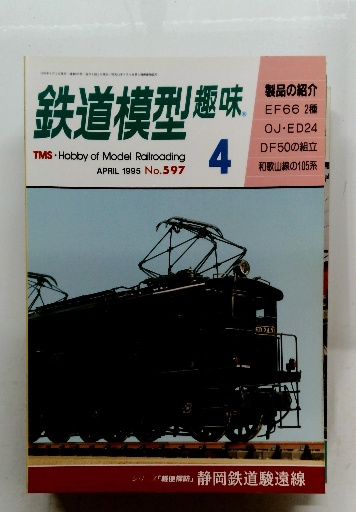 鉄道模型趣味®
TMS・Hobby of Model Railroading
APRIL 1995 No.597
4
製品の紹介
EF66 2種
OJ・ED24
DF50の組立
和歌山線の105系
静岡鉄道駿遠線